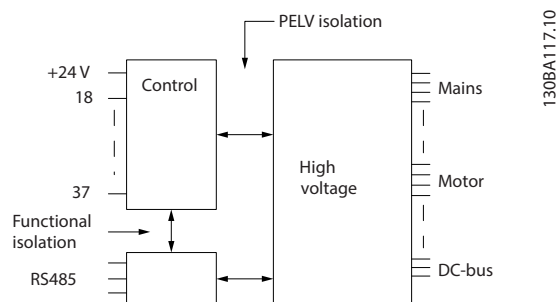 PELV isolation
130BA117.10
+24 V
Control
Mains
18
High
voltage
Motor
37
Functional
isolation
RS485
DC-bus